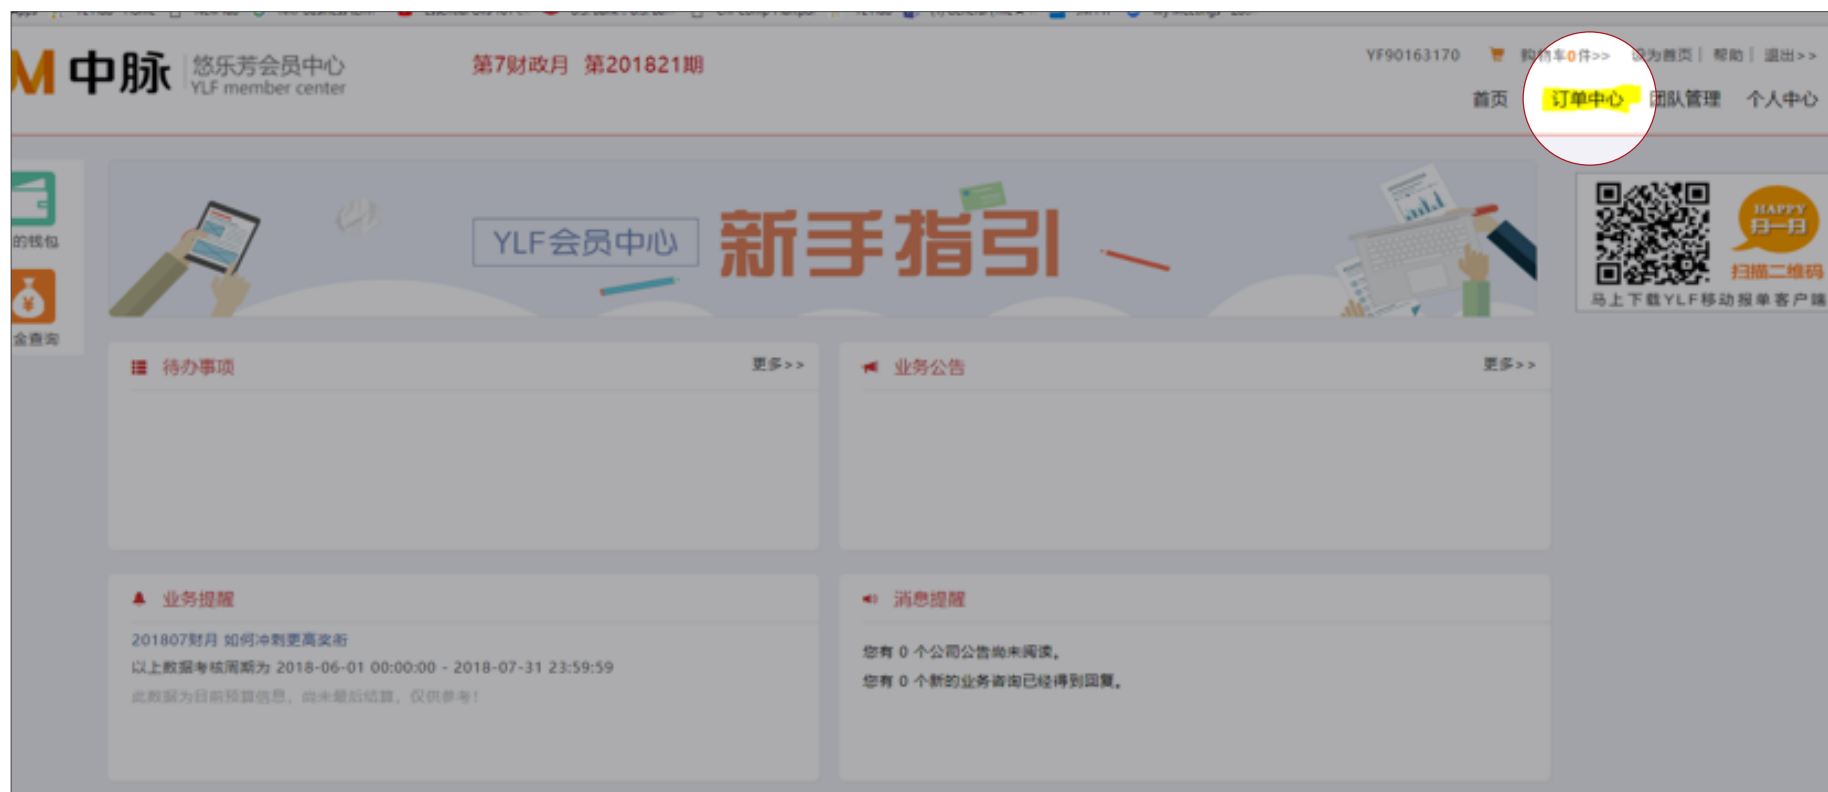 第7财政月 第201821期
YF90163170 购物车0件>> 设为首页| 帮助| 退出>>
M 中脉 悠乐芳会员中心
YLF member center
首页 订单中心 团队管理 个人中心
的钱包
金查询
YLF会员中心 新手指引
HAPPY
扫一扫
扫描二维码
马上下载YLF移动报单客户端
待办事项 更多>>
业务公告 更多>>
业务提醒
201807财月 如何冲刺更高奖衔
以上数据考核周期为 2018-06-01 00:00:00 - 2018-07-31 23:59:59
此数据为目前预算信息，尚未最后结算，仅供参考！
消息提醒
您有 0 个公司公告尚未阅读。
您有 0 个新的业务咨询已经得到回复。